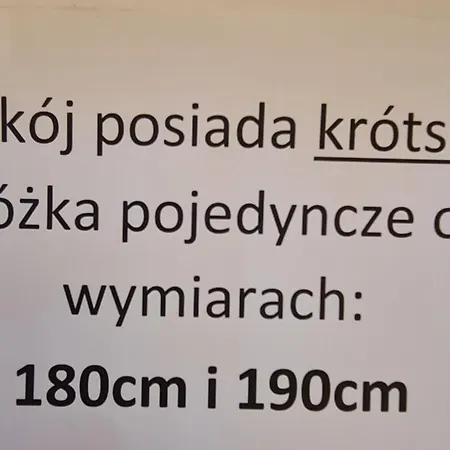 kój posiada króts
óżka pojedyncze o
wymiarach:
180cm i 190cm